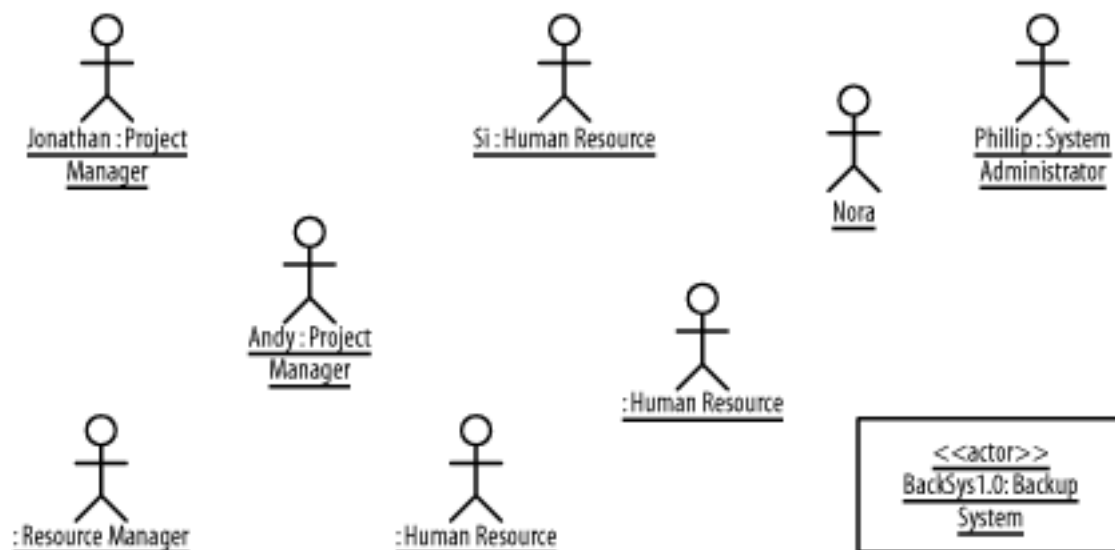 Jonathan : Project
Manager
Si : Human Resource
Nora
Phillip : System
Administrator
Andy : Project
Manager
: Human Resource
: Resource Manager
: Human Resource
<<actor>>
BackSys1.0: Backup
System